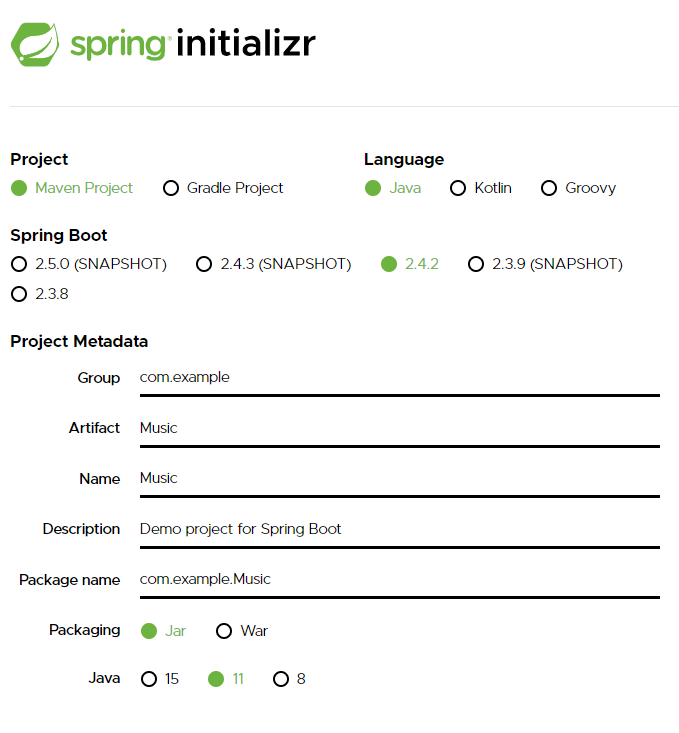 spring initializr
Project
Language
Maven Project
Gradle Project
Java
Kotlin
Groovy
Spring Boot
2.5.0 (SNAPSHOT)
2.4.3 (SNAPSHOT)
2.4.2
2.3.9 (SNAPSHOT)
2.3.8
Project Metadata
Group com.example
Artifact Music
Name Music
Description Demo project for Spring Boot
Package name com.example.Music
Packaging Jar War
Java 15 11 8